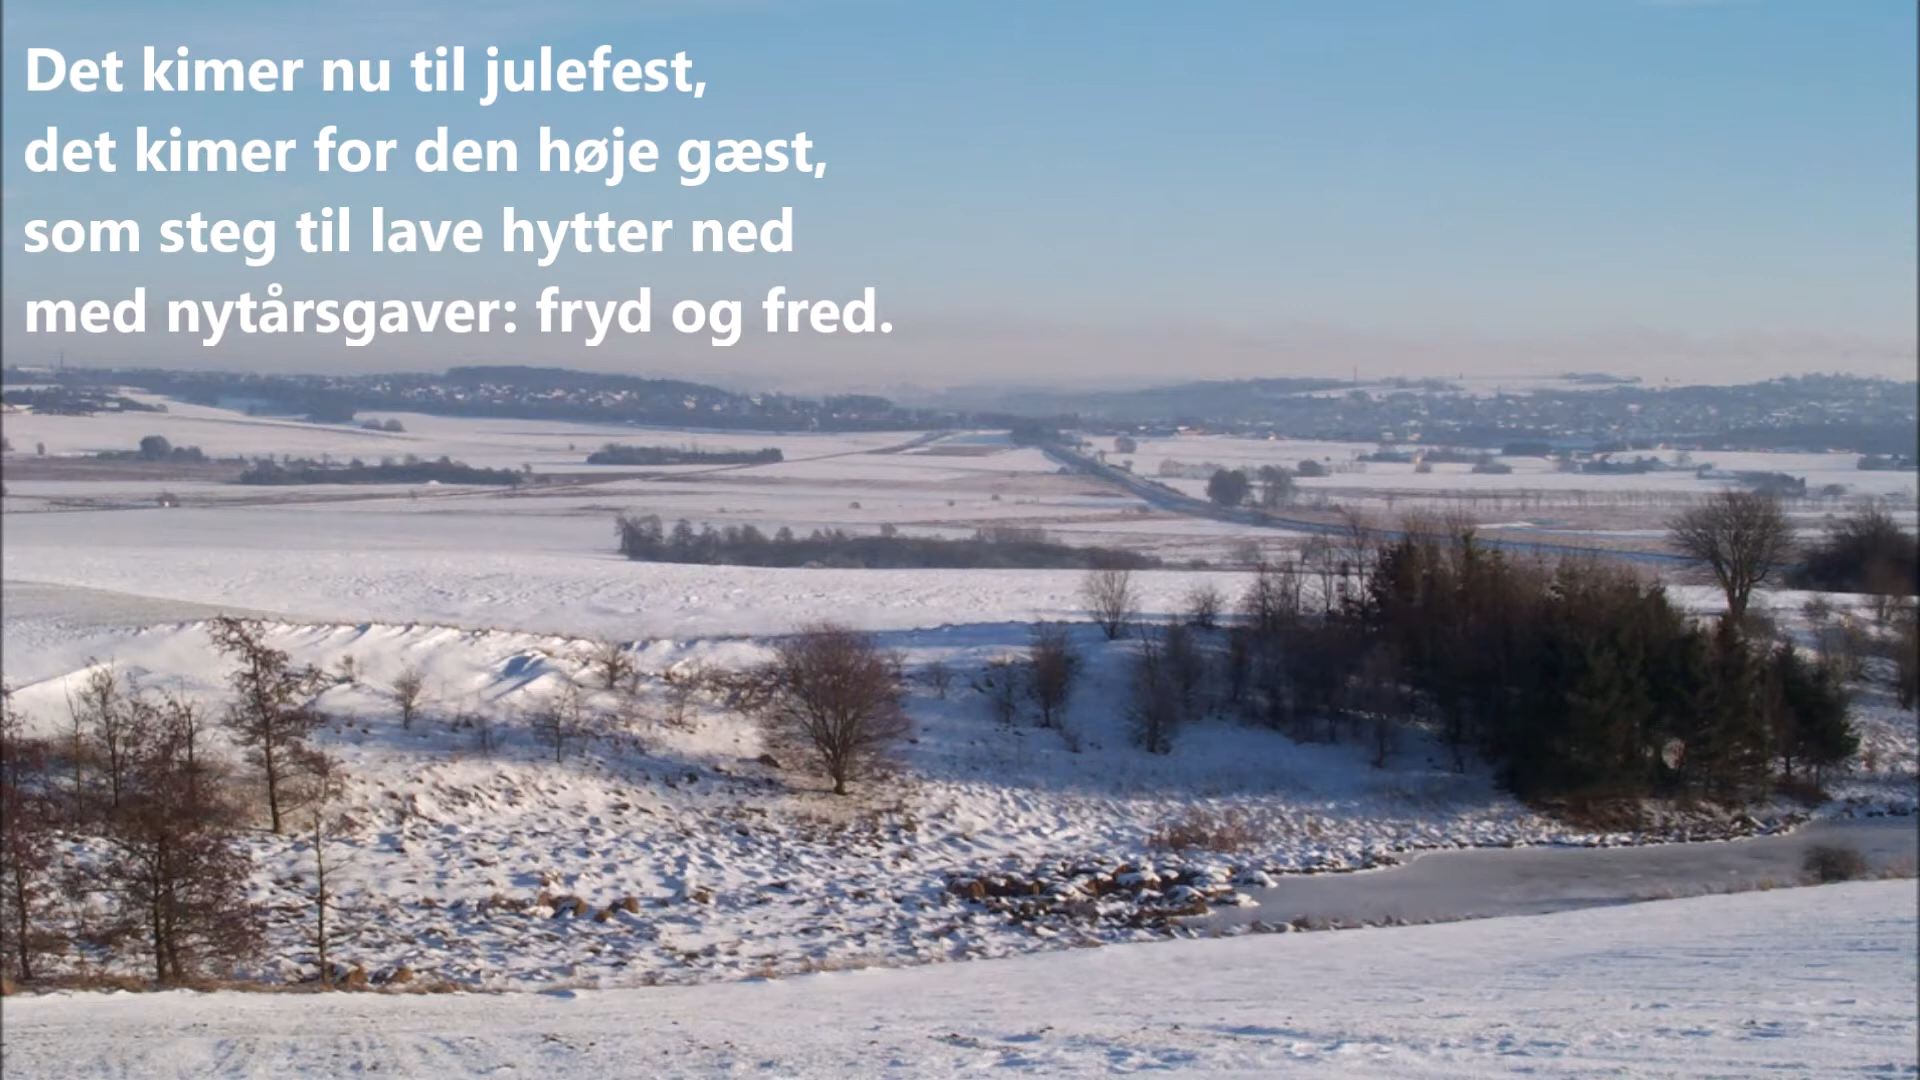 Det kimer nu til julefest,
det kimer for den høje gæst,
som steg til lave hytter ned
med nytårsgaver: fryd og fred.